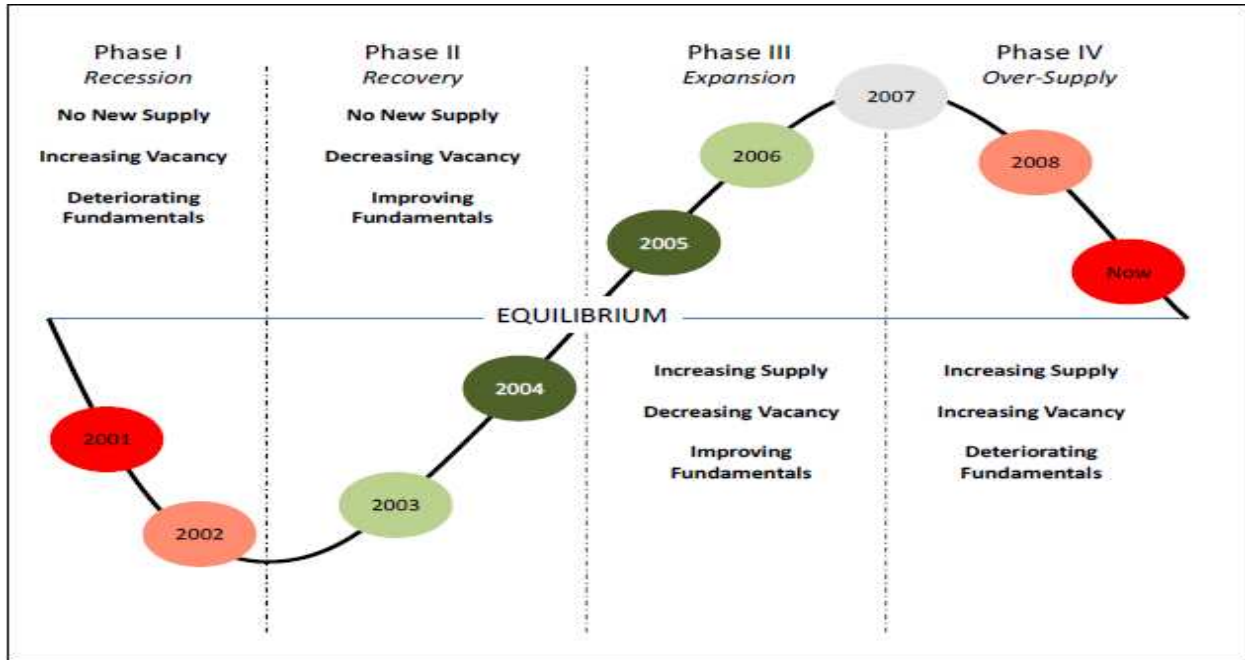 Phase I
Recession
No New Supply
Increasing Vacancy
Deteriorating
Fundamentals
Phase II
Recovery
No New Supply
Decreasing Vacancy
Improving
Fundamentals
Phase III
Expansion
Phase IV
Over-Supply
2007
2006
2008
2005
Now
EQUILIBRIUM
2004
2001
2003
2002
Increasing Supply
Decreasing Vacancy
Improving
Fundamentals
Increasing Supply
Increasing Vacancy
Deteriorating
Fundamentals